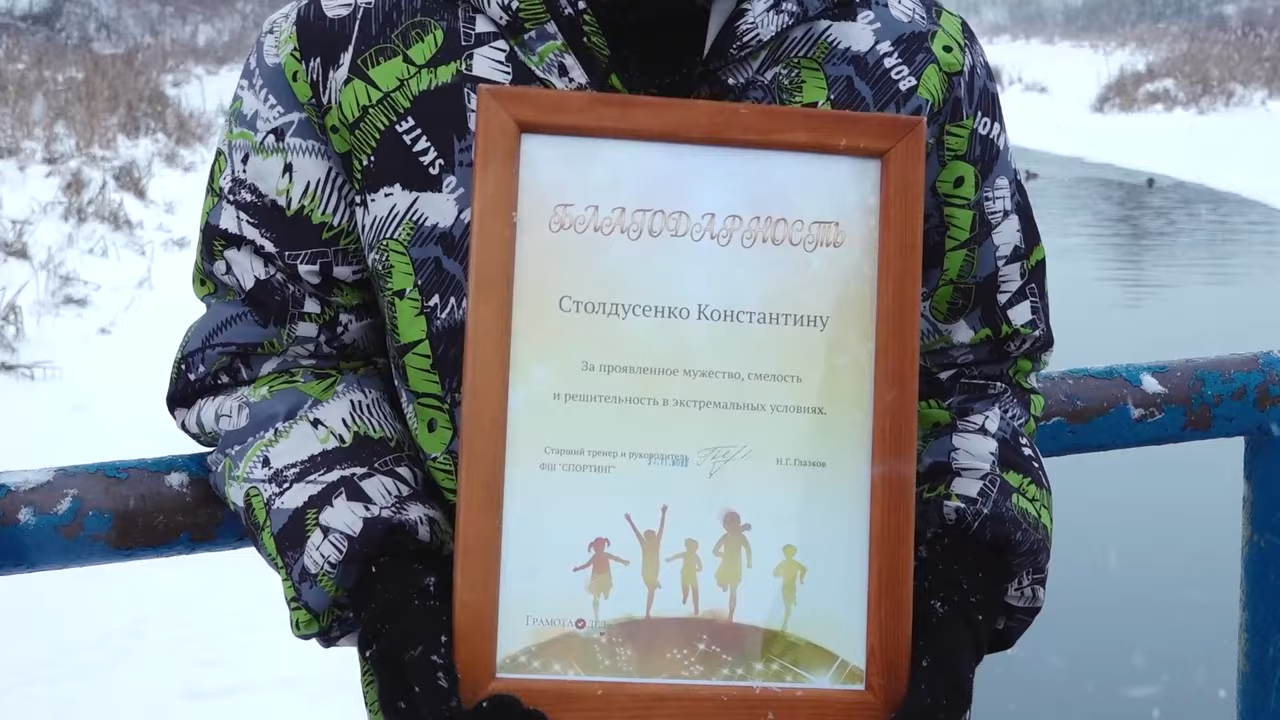 BORN TO
TO SKATE
БЛАГОДАРНОСТЬ
Столдусенко Константину
За проявленное мужество, смелость
и решительность в экстремальных условиях.
Старший тренер и руководитель
Н.Г. Глазков
ФШ "СПОРТИНГ"